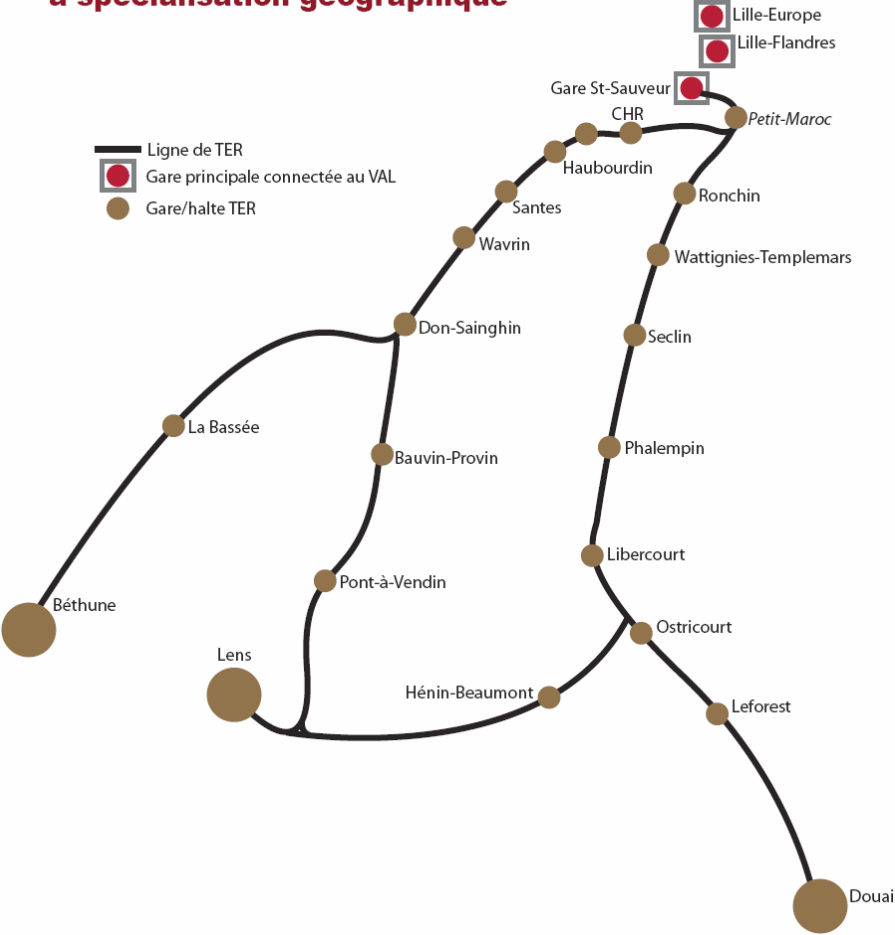 à spécialisation géographique
Lille-Europe
Lille-Flandres
Gare St-Sauveur
CHR
Petit-Maroc
Ligne de TER
Gare principale connectée au VAL
Gare/halte TER
Haubourdin
Ronchin
Santes
Wavrin
Wattignies-Templemars
Don-Sainghin
Seclin
La Bassée
Bauvin-Provin
Phalempin
Libercourt
Pont-à-Vendin
Béthune
Ostricourt
Lens
Hénin-Beaumont
Leforest
Douai